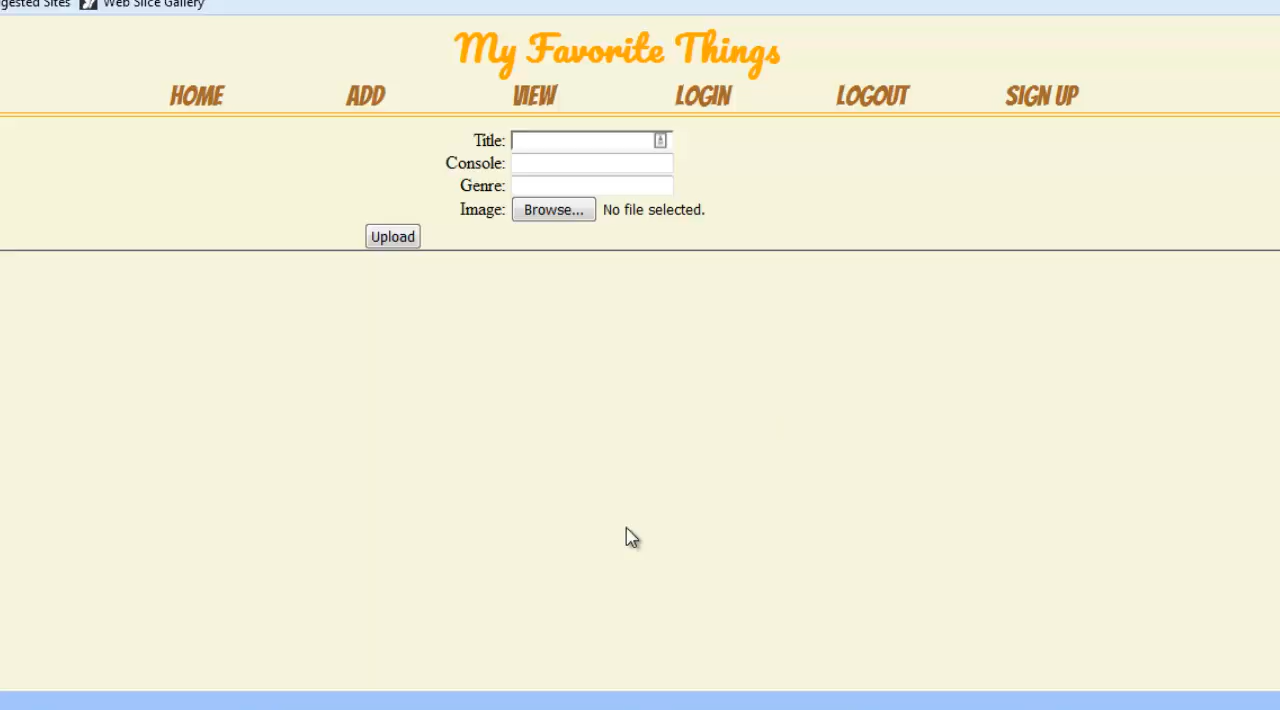 gested Sites Web Slice Gallery
My Favorite Things
HOME ADD VIEW LOGIN LOGOUT SIGN UP
Title:
Console:
Genre:
Image: Browse... No file selected.
Upload